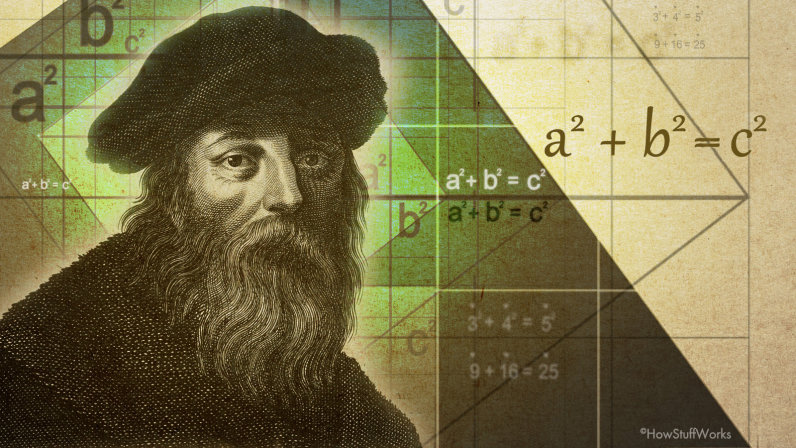 b²
c²
c
3² + 4² = 5²
9 + 16 = 25
a²
a² + b² = c²
a²
a²+b² = c²
a²+ b² = c²
b²
a²+ b² = c²
3² + 4² = 5²
c²
9 + 16 = 25
©HowStuffWorks